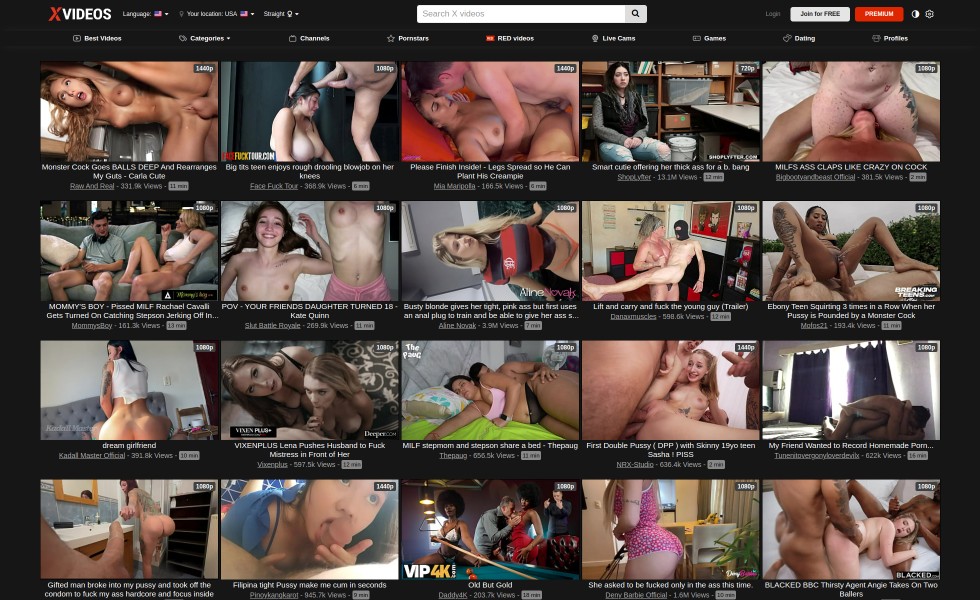 XVIDEOS
Language:
Your location: USA
Straight
Search X videos
Login
Join for FREE
PREMIUM
Best Videos
Categories
Channels
Pornstars
RED videos
Live Cams
Games
Dating
Profiles
1440p
1080p
1440p
720p
1080p
FUCKTOUR.COM
SHOPLYFTER.COM
Monster Cock Goes BALLS DEEP And Rearranges
My Guts - Carla Cute
Raw And Real - 331.9k Views - 11 min
Big tits teen enjoys rough drooling blowjob on her
knees
Face Fuck Tour - 368.9k Views - 6 min
Please Finish Inside! - Legs Spread so He Can
Plant His Creampie
Mia Maripolla - 166.5k Views - 6 min
Smart cutie offering her thick ass for a b. bang
ShopLyfter - 13.1M Views - 12 min
MILFS ASS CLAPS LIKE CRAZY ON COCK
Bigbootyandbeast Official - 381.5k Views - 2 min
1080p
1080p
1080p
1080p
1080p
Mommy's boy
AlineNovak
BREAKING
TEENS.COM
MOMMY'S BOY - Pissed MILF Rachael Cavalli
Gets Turned On Catching Stepson Jerking Off In...
MommysBoy - 161.3k Views - 13 min
POV - YOUR FRIENDS DAUGHTER TURNED 18 -
Kate Quinn
Slut Battle Royale - 269.9k Views - 11 min
Busty blonde gives her tight, pink ass but first uses
an anal plug to train and be able to give her ass s...
Aline Novak - 3.9M Views - 7 min
Lift and carry and fuck the young guy (Trailer)
Danaxmuscles - 598.6k Views - 12 min
Ebony Teen Squirting 3 times in a Row While her
Pussy is Pounded by a Monster Cock
Mofos21 - 193.4k Views - 11 min
1080p
1080p
1080p
1440p
1080p
VIXEN PLUS+
Deeper.COM
The
Paug
dream girlfriend
Kadall Master Official - 391.8k Views - 10 min
VIXENPLUS Lena Pushes Husband to Fuck
Mistress in Front of Her
Vixenplus - 597.5k Views - 12 min
MILF stepmom and stepson share a bed - Thepaug
Thepaug - 656.5k Views - 11 min
First Double Pussy ( DPP ) with Skinny 19yo teen
Sasha ! PISS
NRX-Studio - 636.4k Views - 2 min
My Friend Wanted to Record Homemade Porn...
Tunenitovergonyloverdevilx - 622k Views - 16 min
1080p
1440p
1080p
1080p
1080p
VIP4K.com
BLACKED.COM
Gifted man broke into my pussy and took off the
condom to fuck my ass hardcore and focus inside
Filipina tight Pussy make me cum in seconds
Pinoykangkarot - 945.7k Views - 9 min
Old But Gold
Daddy4K - 203.7k Views - 18 min
She asked to be fucked only in the ass this time.
Deny Barbie Official - 1.6M Views - 10 min
BLACKED BBC Thirsty Agent Angie Takes On Two
Ballers